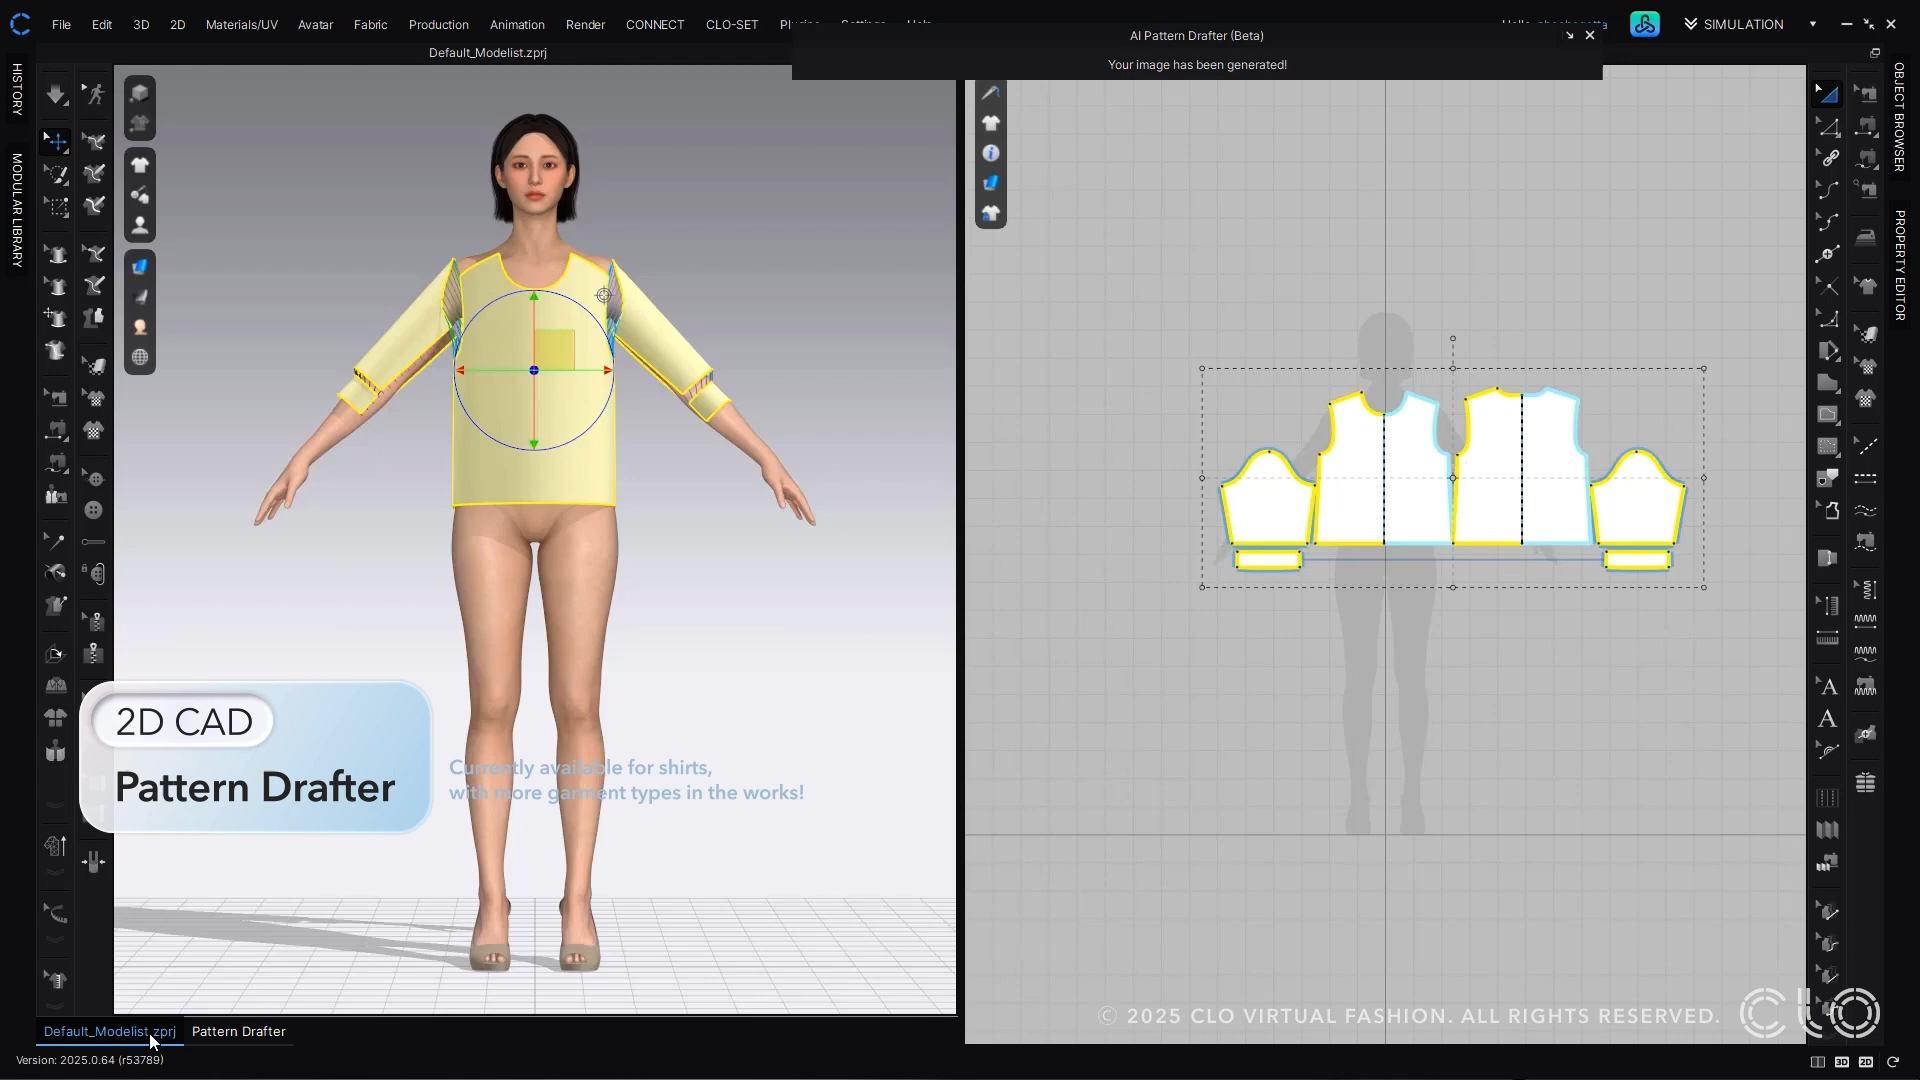 File Edit 3D 2D Materials/UV Avatar Fabric Production Animation Render CONNECT CLO-SET
SIMULATION
AI Pattern Drafter (Beta)
Your image has been generated!
Default_Modelist.zprj
HISTORY
MODULAR LIBRARY
OBJECT BROWSER
PROPERTY EDITOR
2D CAD
Pattern Drafter
Currently available for shirts,
with more garment types in the works!
© 2025 CLO VIRTUAL FASHION. ALL RIGHTS RESERVED.
CLO
Default_Modelist.zprj Pattern Drafter
Version: 2025.0.64 (r53789)
3D 2D